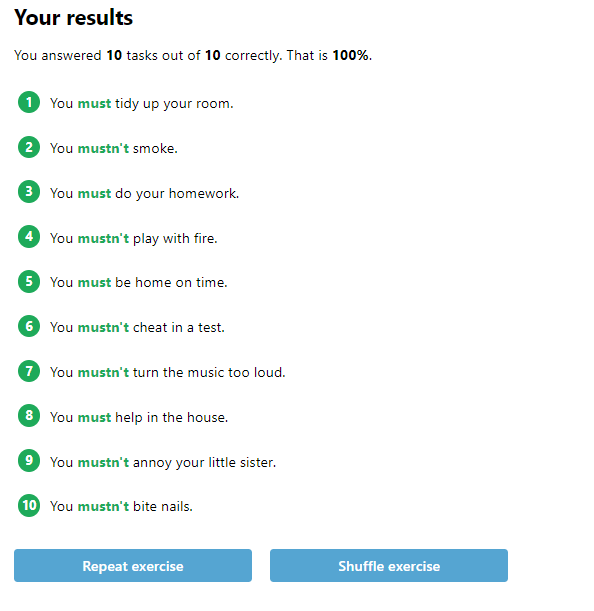 Your results
You answered 10 tasks out of 10 correctly. That is 100%.
1 You must tidy up your room.
2 You mustn't smoke.
3 You must do your homework.
4 You mustn't play with fire.
5 You must be home on time.
6 You mustn't cheat in a test.
7 You mustn't turn the music too loud.
8 You must help in the house.
9 You mustn't annoy your little sister.
10 You mustn't bite nails.
Repeat exercise Shuffle exercise